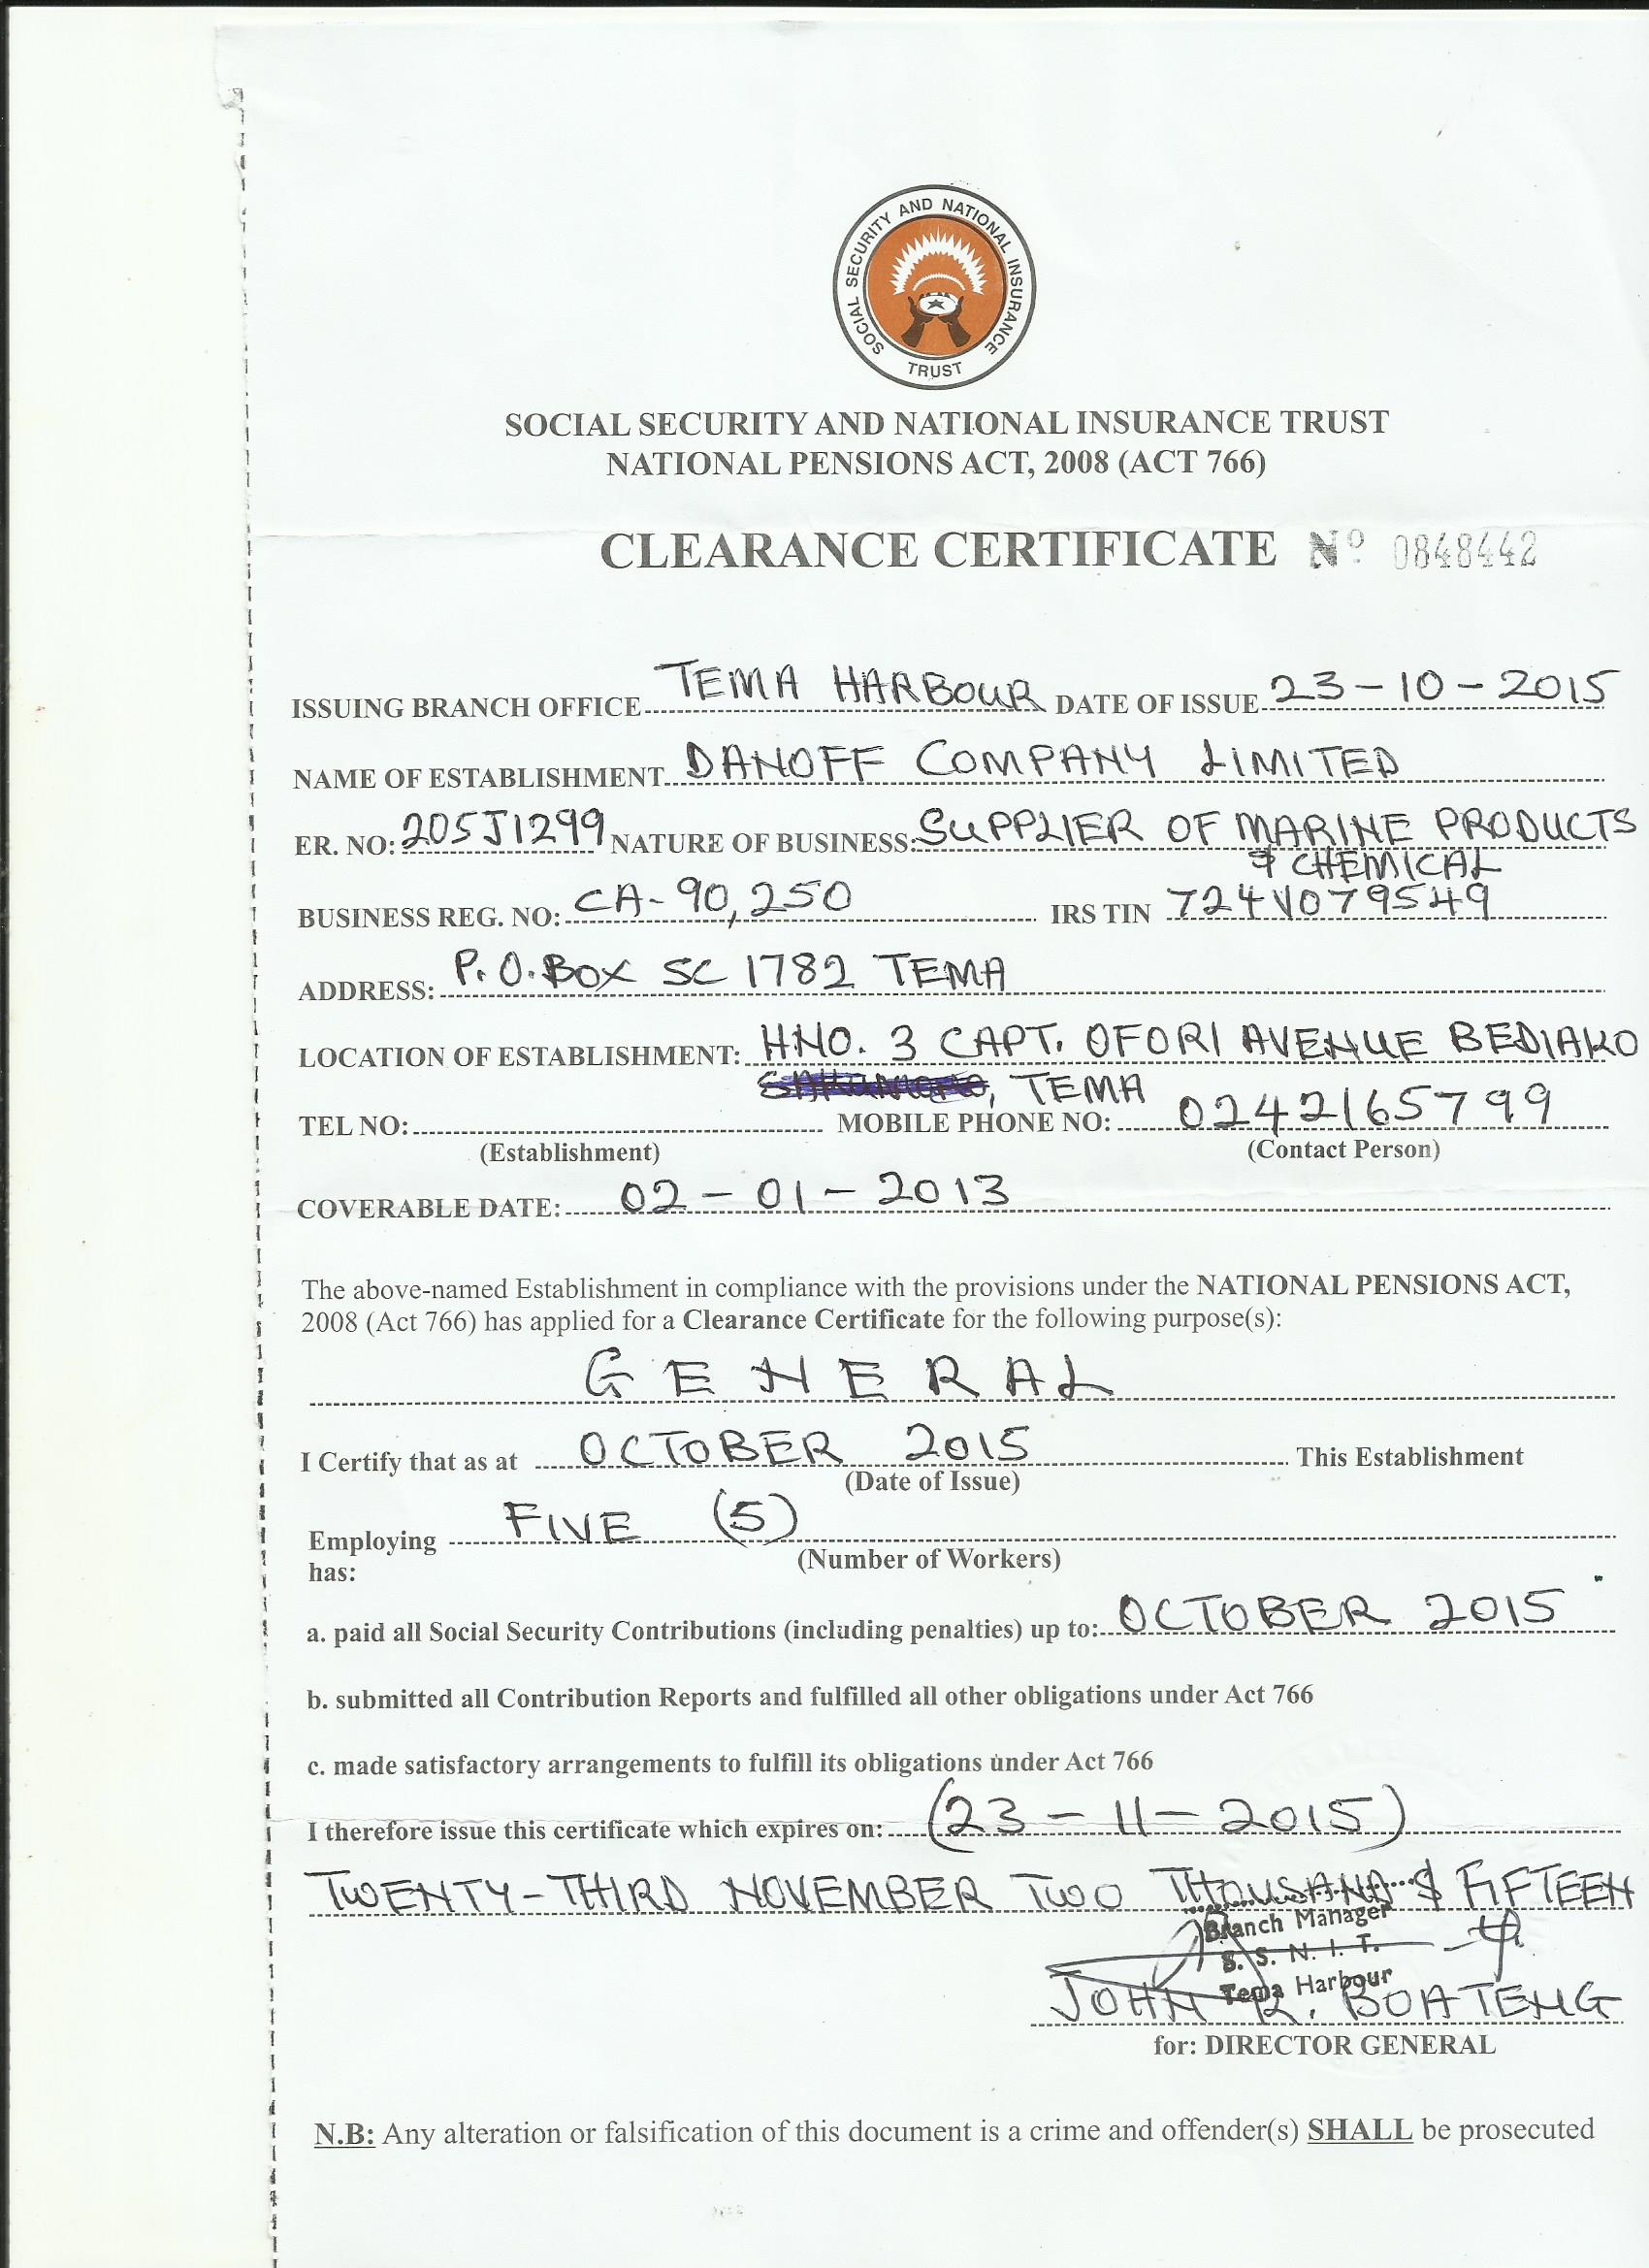 SOCIAL SECURITY AND NATIONAL INSURANCE TRUST
SOCIAL SECURITY AND NATIONAL INSURANCE TRUST
NATIONAL PENSIONS ACT, 2008 (ACT 766)
CLEARANCE CERTIFICATE Nº 0848442
ISSUING BRANCH OFFICE TEMA HARBOUR DATE OF ISSUE 23-10-2015
NAME OF ESTABLISHMENT DANOFF COMPANY LIMITED
ER. NO: 205J1299 NATURE OF BUSINESS: SUPPLIER OF MARINE PRODUCTS
& CHEMICAL
BUSINESS REG. NO: CA-90,250 IRS TIN 724V079549
ADDRESS: P.O.BOX SC 1782 TEMA
LOCATION OF ESTABLISHMENT: HNO. 3 CAPT. OFORI AVENUE BEDIAKO
, TEMA
TEL NO: MOBILE PHONE NO: 0242165799
(Establishment) (Contact Person)
COVERABLE DATE: 02-01-2013
The above-named Establishment in compliance with the provisions under the NATIONAL PENSIONS ACT,
2008 (Act 766) has applied for a Clearance Certificate for the following purpose(s):
GENERAL
I Certify that as at OCTOBER 2015 This Establishment
(Date of Issue)
Employing FIVE (5)
has: (Number of Workers)
a. paid all Social Security Contributions (including penalties) up to: OCTOBER 2015
b. submitted all Contribution Reports and fulfilled all other obligations under Act 766
c. made satisfactory arrangements to fulfill its obligations under Act 766
I therefore issue this certificate which expires on: (23-11-2015)
TWENTY-THIRD NOVEMBER TWO THOUSAND & FIFTEEN
Branch Manager
S. S. N. I. T.
Tema Harbour
JOHN R. BOATENG
for: DIRECTOR GENERAL
N.B: Any alteration or falsification of this document is a crime and offender(s) SHALL be prosecuted